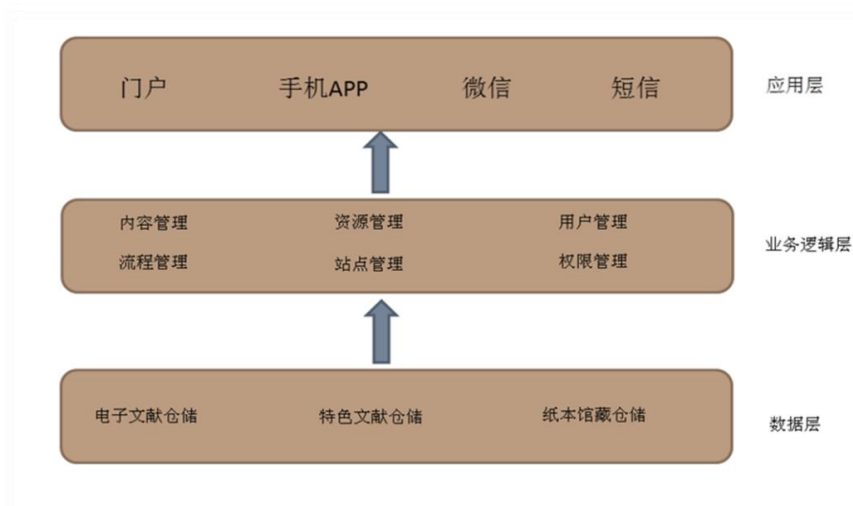 门户 手机APP 微信 短信 应用层
内容管理 资源管理 用户管理
业务逻辑层
流程管理 站点管理 权限管理
电子文献仓储 特色文献仓储 纸本馆藏仓储 数据层